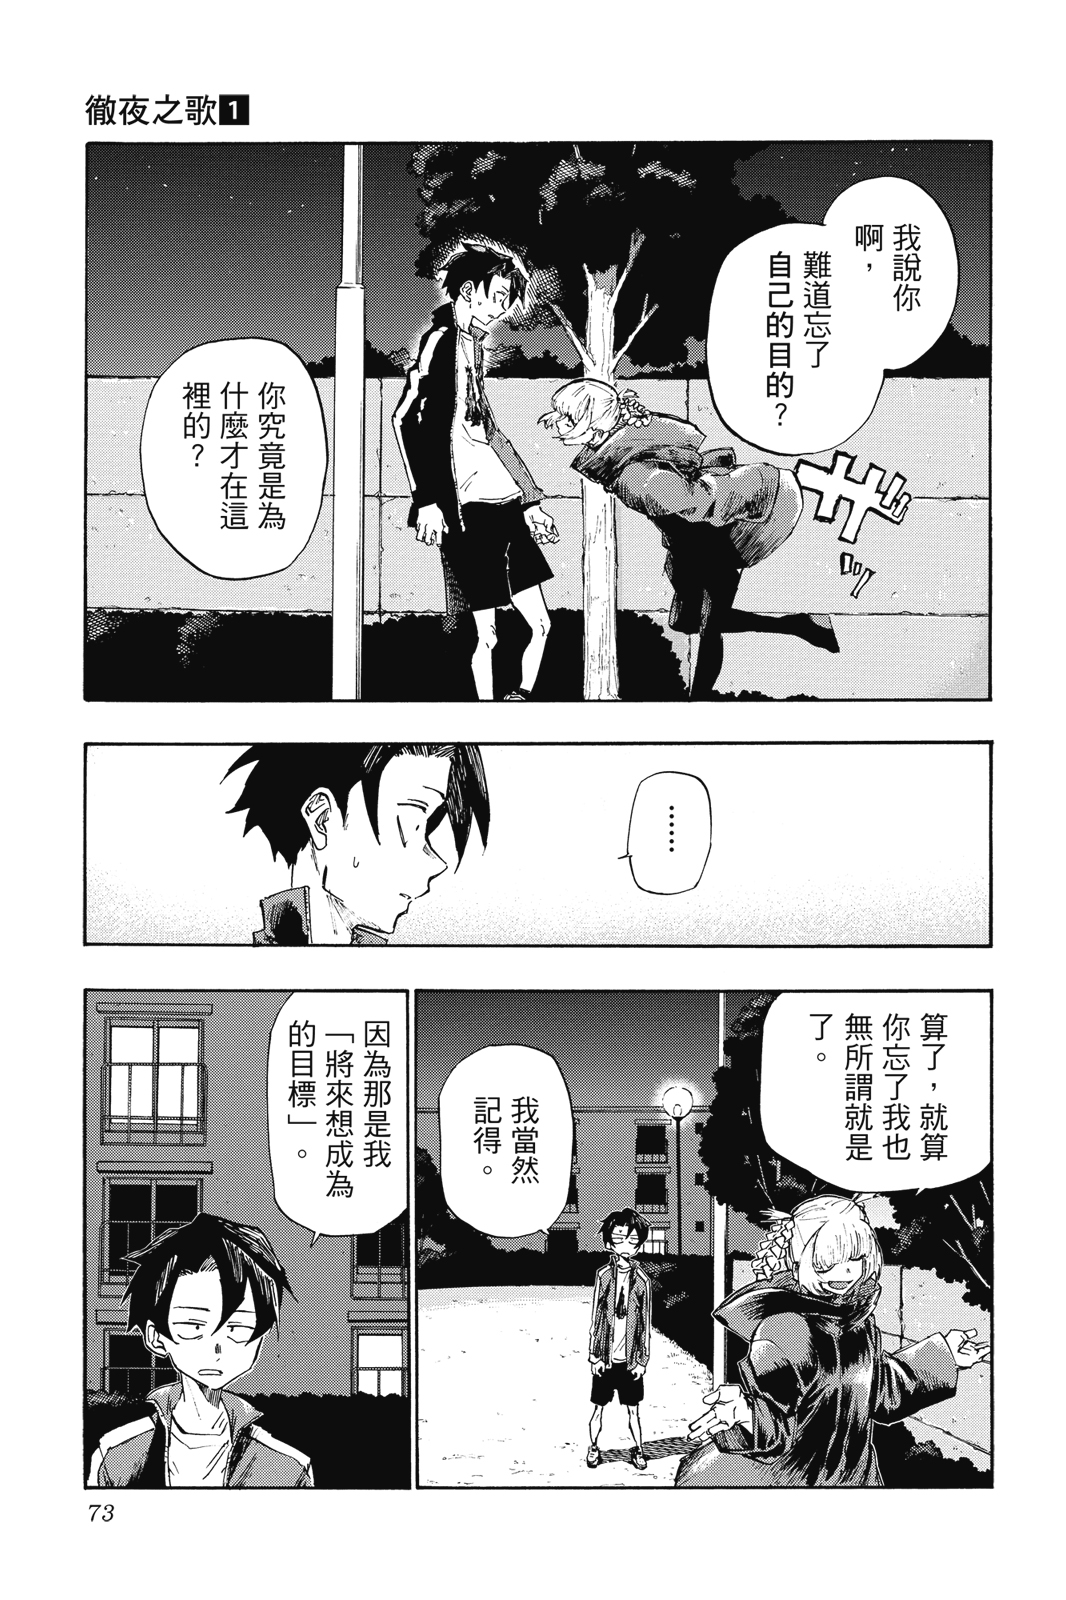 徹夜之歌1
我說你
啊，
難道忘了
自己的目的？
你究竟是為
什麼才在這
裡的？
ザッ
……
算了，就算
你忘了我也
無所謂就是
了。
我當然
記得。
因為那是我
「將來想成為
的目標」。
73